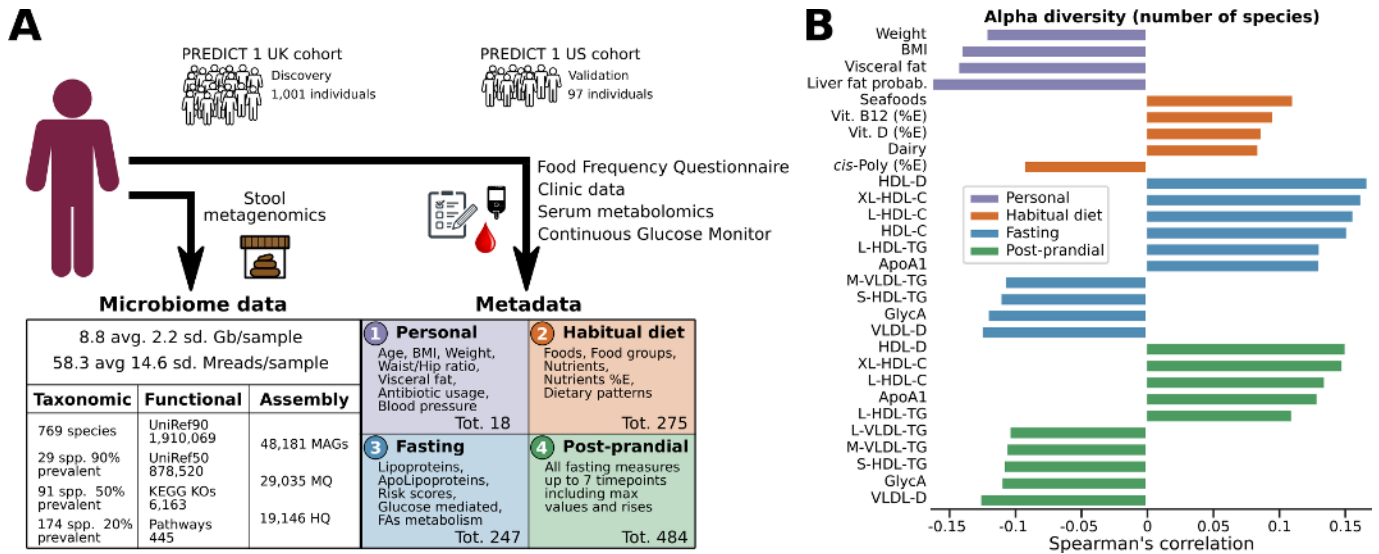 A
PREDICT 1 UK cohort
Discovery
1,001 individuals
PREDICT 1 US cohort
Validation
97 individuals
Stool
metagenomics
Food Frequency Questionnaire
Clinic data
Serum metabolomics
Continuous Glucose Monitor
Microbiome data
8.8 avg. 2.2 sd. Gb/sample
58.3 avg 14.6 sd. Mreads/sample
Taxonomic
769 species
29 spp. 90%
prevalent
91 spp. 50%
prevalent
174 spp. 20%
prevalent
Functional
UniRef90
1,910,069
UniRef50
878,520
KEGG KOs
6,163
Pathways
445
Assembly
48,181 MAGs
29,035 MQ
19,146 HQ
Metadata
1 Personal
Age, BMI, Weight,
Waist/Hip ratio,
Visceral fat,
Antibiotic usage,
Blood pressure
Tot. 18
2 Habitual diet
Foods, Food groups,
Nutrients,
Nutrients %E,
Dietary patterns
Tot. 275
3 Fasting
Lipoproteins,
ApoLipoproteins,
Risk scores,
Glucose mediated,
FAs metabolism
Tot. 247
4 Post-prandial
All fasting measures
up to 7 timepoints
including max
values and rises
Tot. 484
B
Alpha diversity (number of species)
Weight
BMI
Visceral fat
Liver fat probab.
Seafoods
Vit. B12 (%E)
Vit. D (%E)
Dairy
cis-Poly (%E)
HDL-D
XL-HDL-C
L-HDL-C
HDL-C
L-HDL-TG
ApoA1
M-VLDL-TG
S-HDL-TG
GlycA
VLDL-D
HDL-D
XL-HDL-C
L-HDL-C
ApoA1
L-HDL-TG
L-VLDL-TG
M-VLDL-TG
S-HDL-TG
GlycA
VLDL-D
Personal
Habitual diet
Fasting
Post-prandial
-0.15 -0.1 -0.05 0 0.05 0.1 0.15
Spearman's correlation